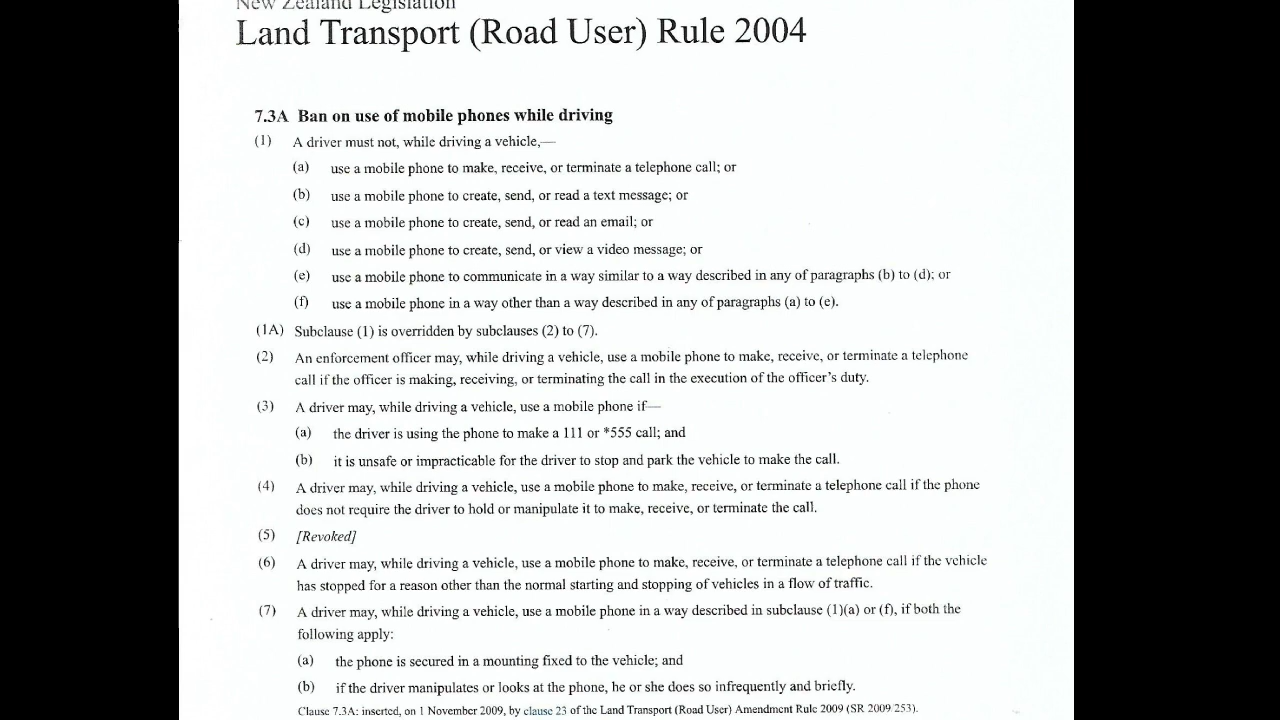 New Zealand Legislation
Land Transport (Road User) Rule 2004
7.3A Ban on use of mobile phones while driving
(1) A driver must not, while driving a vehicle,—
(a) use a mobile phone to make, receive, or terminate a telephone call; or
(b) use a mobile phone to create, send, or read a text message; or
(c) use a mobile phone to create, send, or read an email; or
(d) use a mobile phone to create, send, or view a video message; or
(e) use a mobile phone to communicate in a way similar to a way described in any of paragraphs (b) to (d); or
(f) use a mobile phone in a way other than a way described in any of paragraphs (a) to (e).
(1A) Subclause (1) is overridden by subclauses (2) to (7).
(2) An enforcement officer may, while driving a vehicle, use a mobile phone to make, receive, or terminate a telephone
call if the officer is making, receiving, or terminating the call in the execution of the officer's duty.
(3) A driver may, while driving a vehicle, use a mobile phone if—
(a) the driver is using the phone to make a 111 or *555 call; and
(b) it is unsafe or impracticable for the driver to stop and park the vehicle to make the call.
(4) A driver may, while driving a vehicle, use a mobile phone to make, receive, or terminate a telephone call if the phone
does not require the driver to hold or manipulate it to make, receive, or terminate the call.
(5) [Revoked]
(6) A driver may, while driving a vehicle, use a mobile phone to make, receive, or terminate a telephone call if the vehicle
has stopped for a reason other than the normal starting and stopping of vehicles in a flow of traffic.
(7) A driver may, while driving a vehicle, use a mobile phone in a way described in subclause (1)(a) or (f), if both the
following apply:
(a) the phone is secured in a mounting fixed to the vehicle; and
(b) if the driver manipulates or looks at the phone, he or she does so infrequently and briefly.
Clause 7.3A: inserted, on 1 November 2009, by clause 23 of the Land Transport (Road User) Amendment Rule 2009 (SR 2009/253).